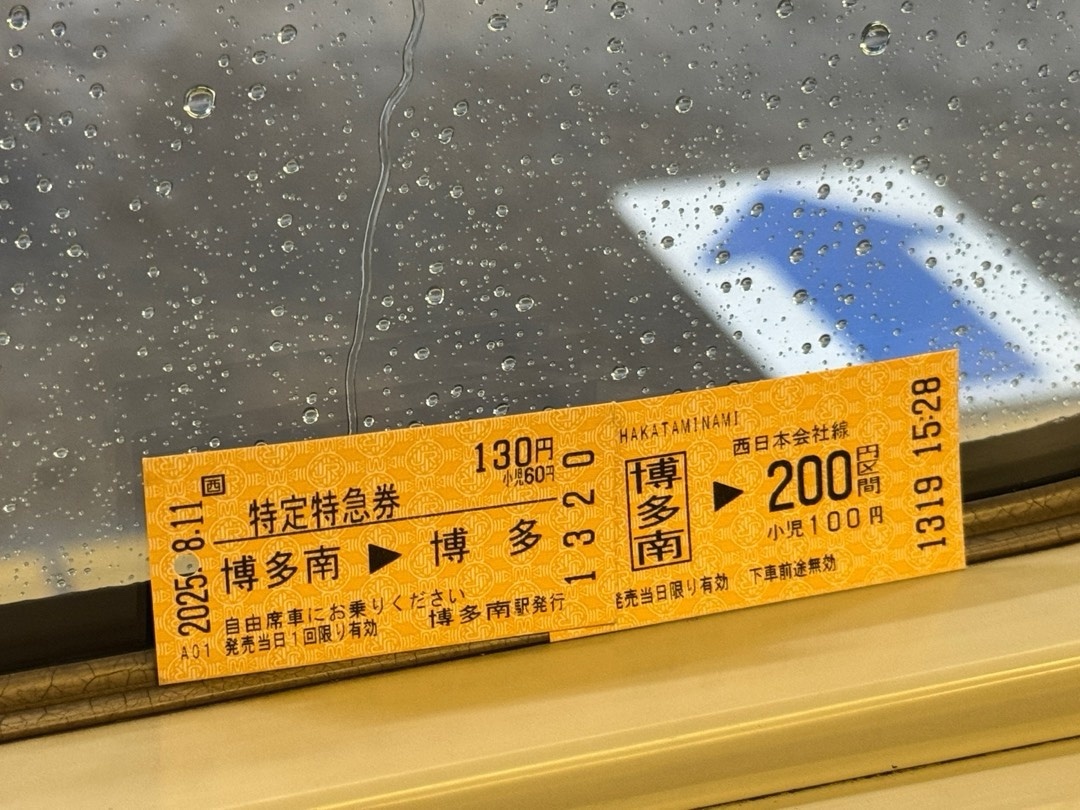 西
130円
小児60円
特定特急券
博多南▶博多
自由席車にお乗りください
発売当日1回限り有効
博多南駅発行
2025.-8.11
A01
1320
HAKATAMINAMI
西日本会社線
博多南▶200円区間
小児100円
発売当日限り有効 下車前途無効
1319 15:28